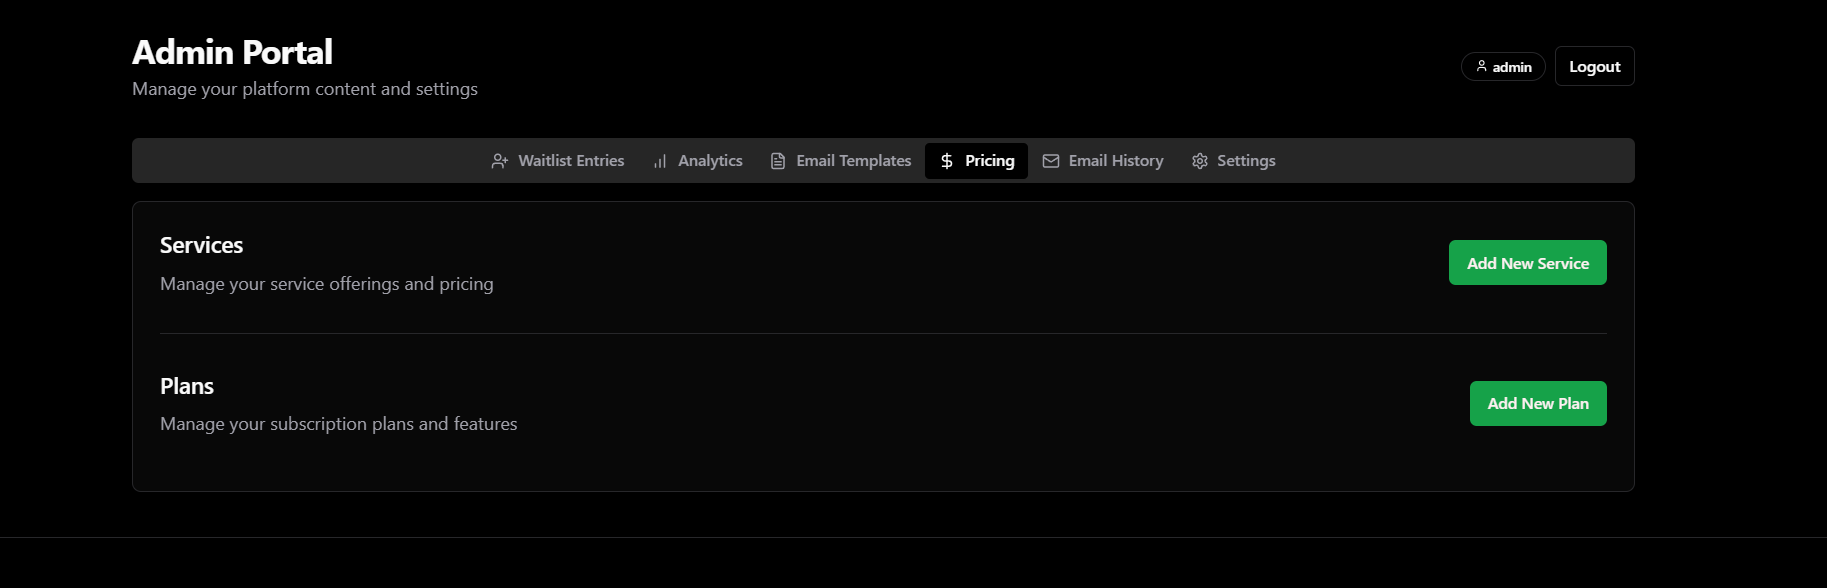 Admin Portal
Manage your platform content and settings
admin
Logout
Waitlist Entries
Analytics
Email Templates
Pricing
Email History
Settings
Services
Manage your service offerings and pricing
Add New Service
Plans
Manage your subscription plans and features
Add New Plan